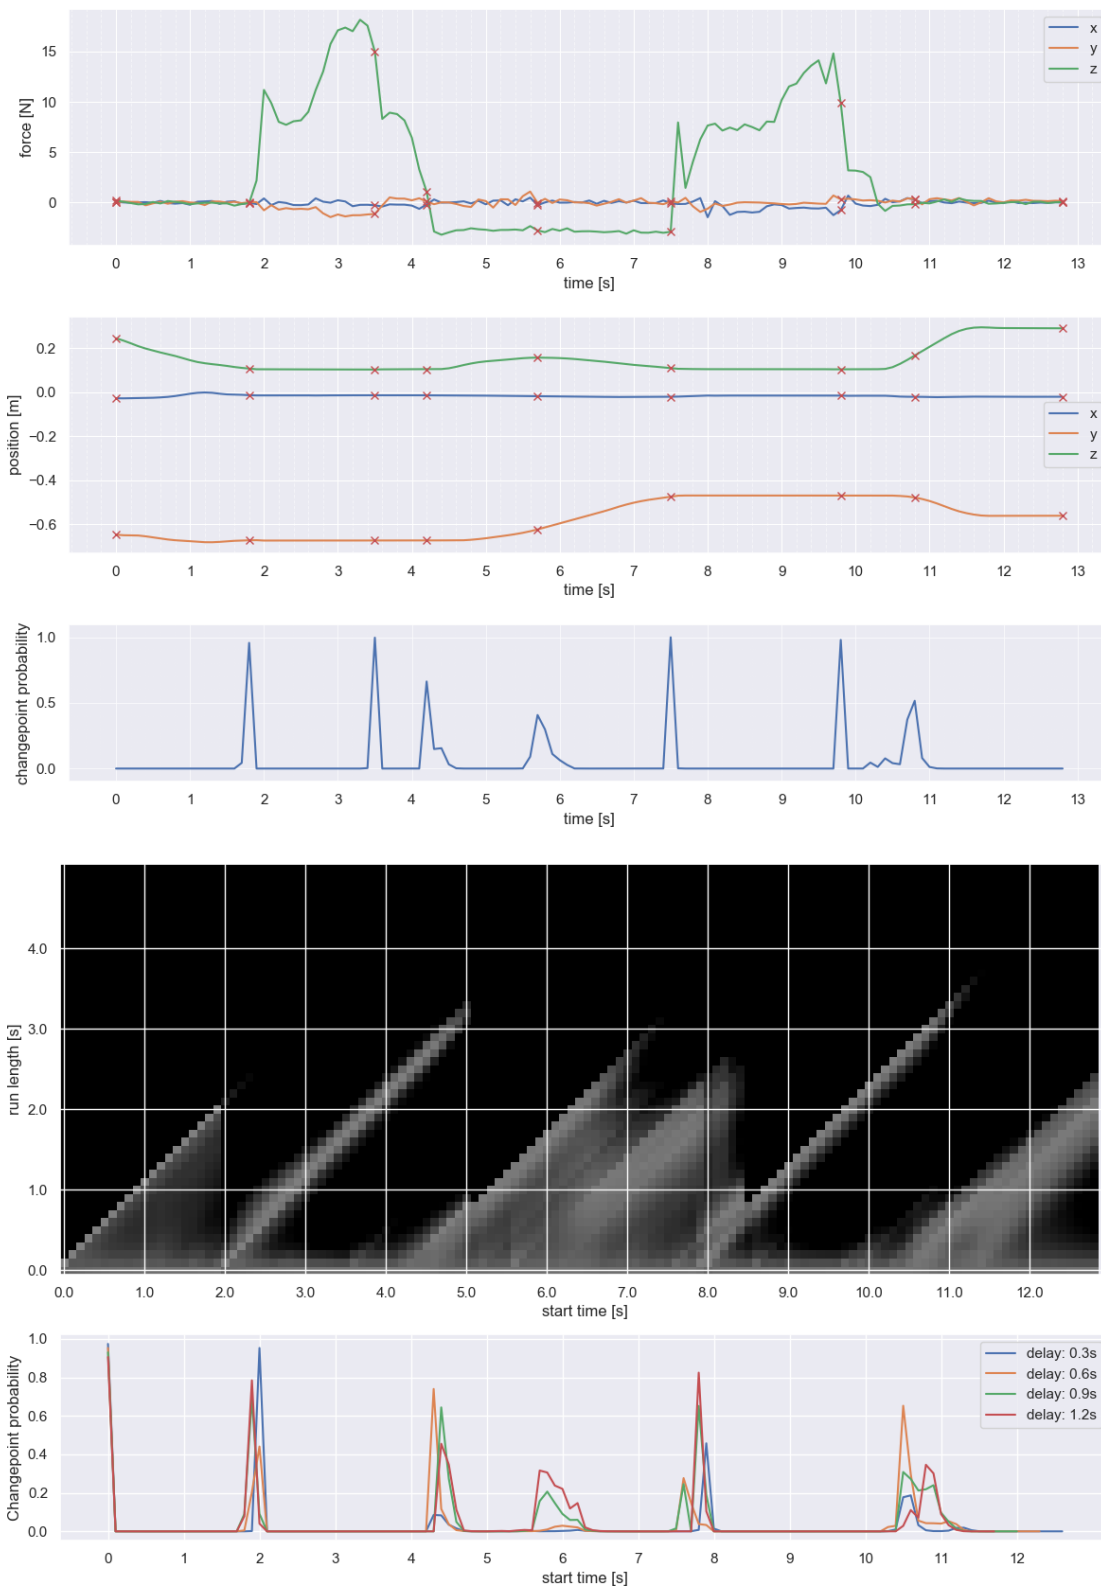 15
10
5
0
force [N]
x
y
z
0 1 2 3 4 5 6 7 8 9 10 11 12 13
time [s]
0.2
0.0
−0.2
−0.4
−0.6
position [m]
x
y
z
0 1 2 3 4 5 6 7 8 9 10 11 12 13
time [s]
1.0
0.5
0.0
changepoint probability
0 1 2 3 4 5 6 7 8 9 10 11 12 13
time [s]
4.0
3.0
2.0
1.0
0.0
run length [s]
0.0 1.0 2.0 3.0 4.0 5.0 6.0 7.0 8.0 9.0 10.0 11.0 12.0
start time [s]
1.0
0.8
0.6
0.4
0.2
0.0
Changepoint probability
delay: 0.3s
delay: 0.6s
delay: 0.9s
delay: 1.2s
0 1 2 3 4 5 6 7 8 9 10 11 12
start time [s]